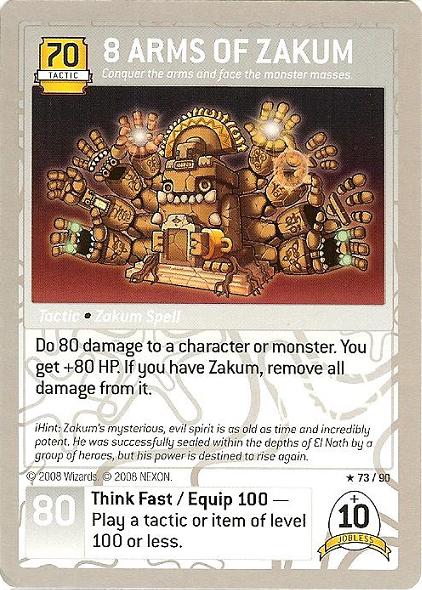 70
TACTIC
8 ARMS OF ZAKUM
Conquer the arms and face the monster masses.
Tactic • Zakum Spell
Do 80 damage to a character or monster. You
get +80 HP. If you have Zakum, remove all
damage from it.
iHint: Zakum's mysterious, evil spirit is as old as time and incredibly
potent. He was successfully sealed within the depths of El Nath by a
group of heroes, but his power is destined to rise again.
© 2008 Wizards. © 2008 NEXON.
★ 73 / 90
80
Think Fast / Equip 100 —
Play a tactic or item of level
100 or less.
+
10
JOBLESS